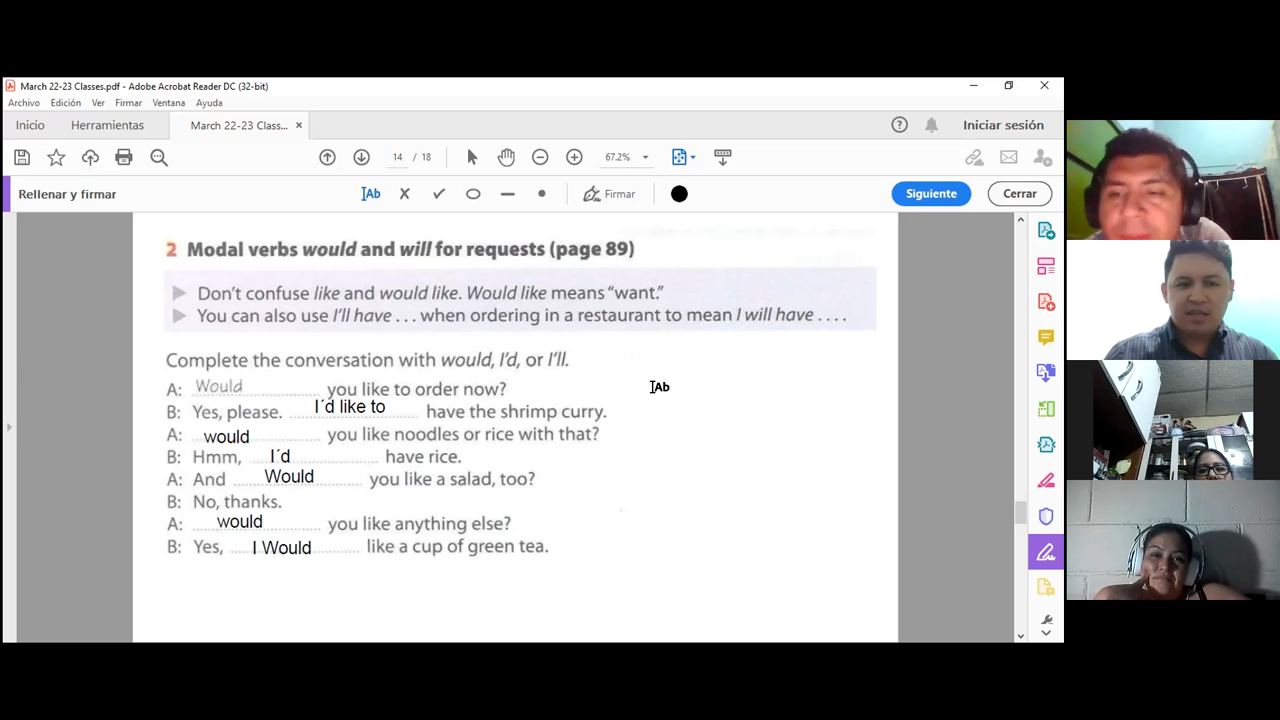 March 22-23 Classes.pdf - Adobe Acrobat Reader DC (32-bit)
Archivo Edición Ver Firmar Ventana Ayuda
Inicio Herramientas March 22-23 Class... × Iniciar sesión
14 / 18 67.2%
Rellenar y firmar Ab Firmar Siguiente Cerrar
2 Modal verbs would and will for requests (page 89)
Don't confuse like and would like. Would like means "want."
You can also use I'll have . . . when ordering in a restaurant to mean I will have . . . .
Complete the conversation with would, I'd, or I'll.
A: Would you like to order now?
Ab
B: Yes, please. I´d like to have the shrimp curry.
A: would you like noodles or rice with that?
B: Hmm, I´d have rice.
A: And Would you like a salad, too?
B: No, thanks.
A: would you like anything else?
B: Yes, I Would like a cup of green tea.